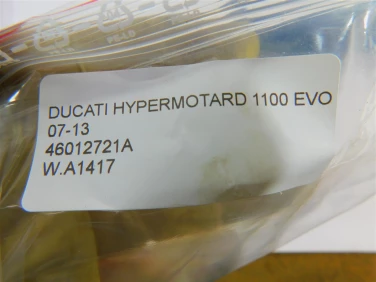 DUCATI HYPERMOTARD 1100 EVO
07-13
46012721A
W.A1417